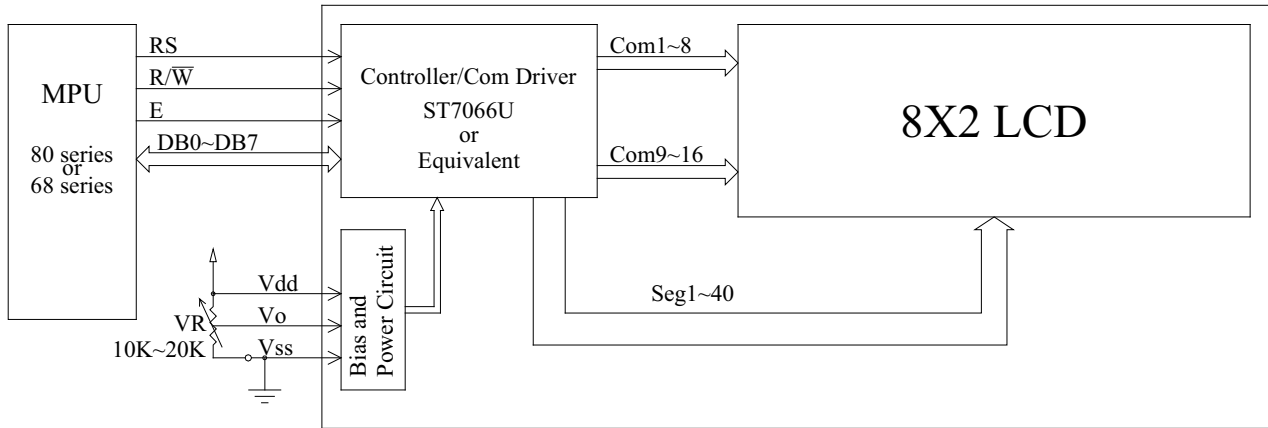 MPU
80 series
or
68 series
RS
R/W̅
E
DB0~DB7
Controller/Com Driver
ST7066U
or
Equivalent
Com1~8
Com9~16
8X2 LCD
Seg1~40
Vdd
Vo
Vss
VR
10K~20K
Bias and
Power Circuit